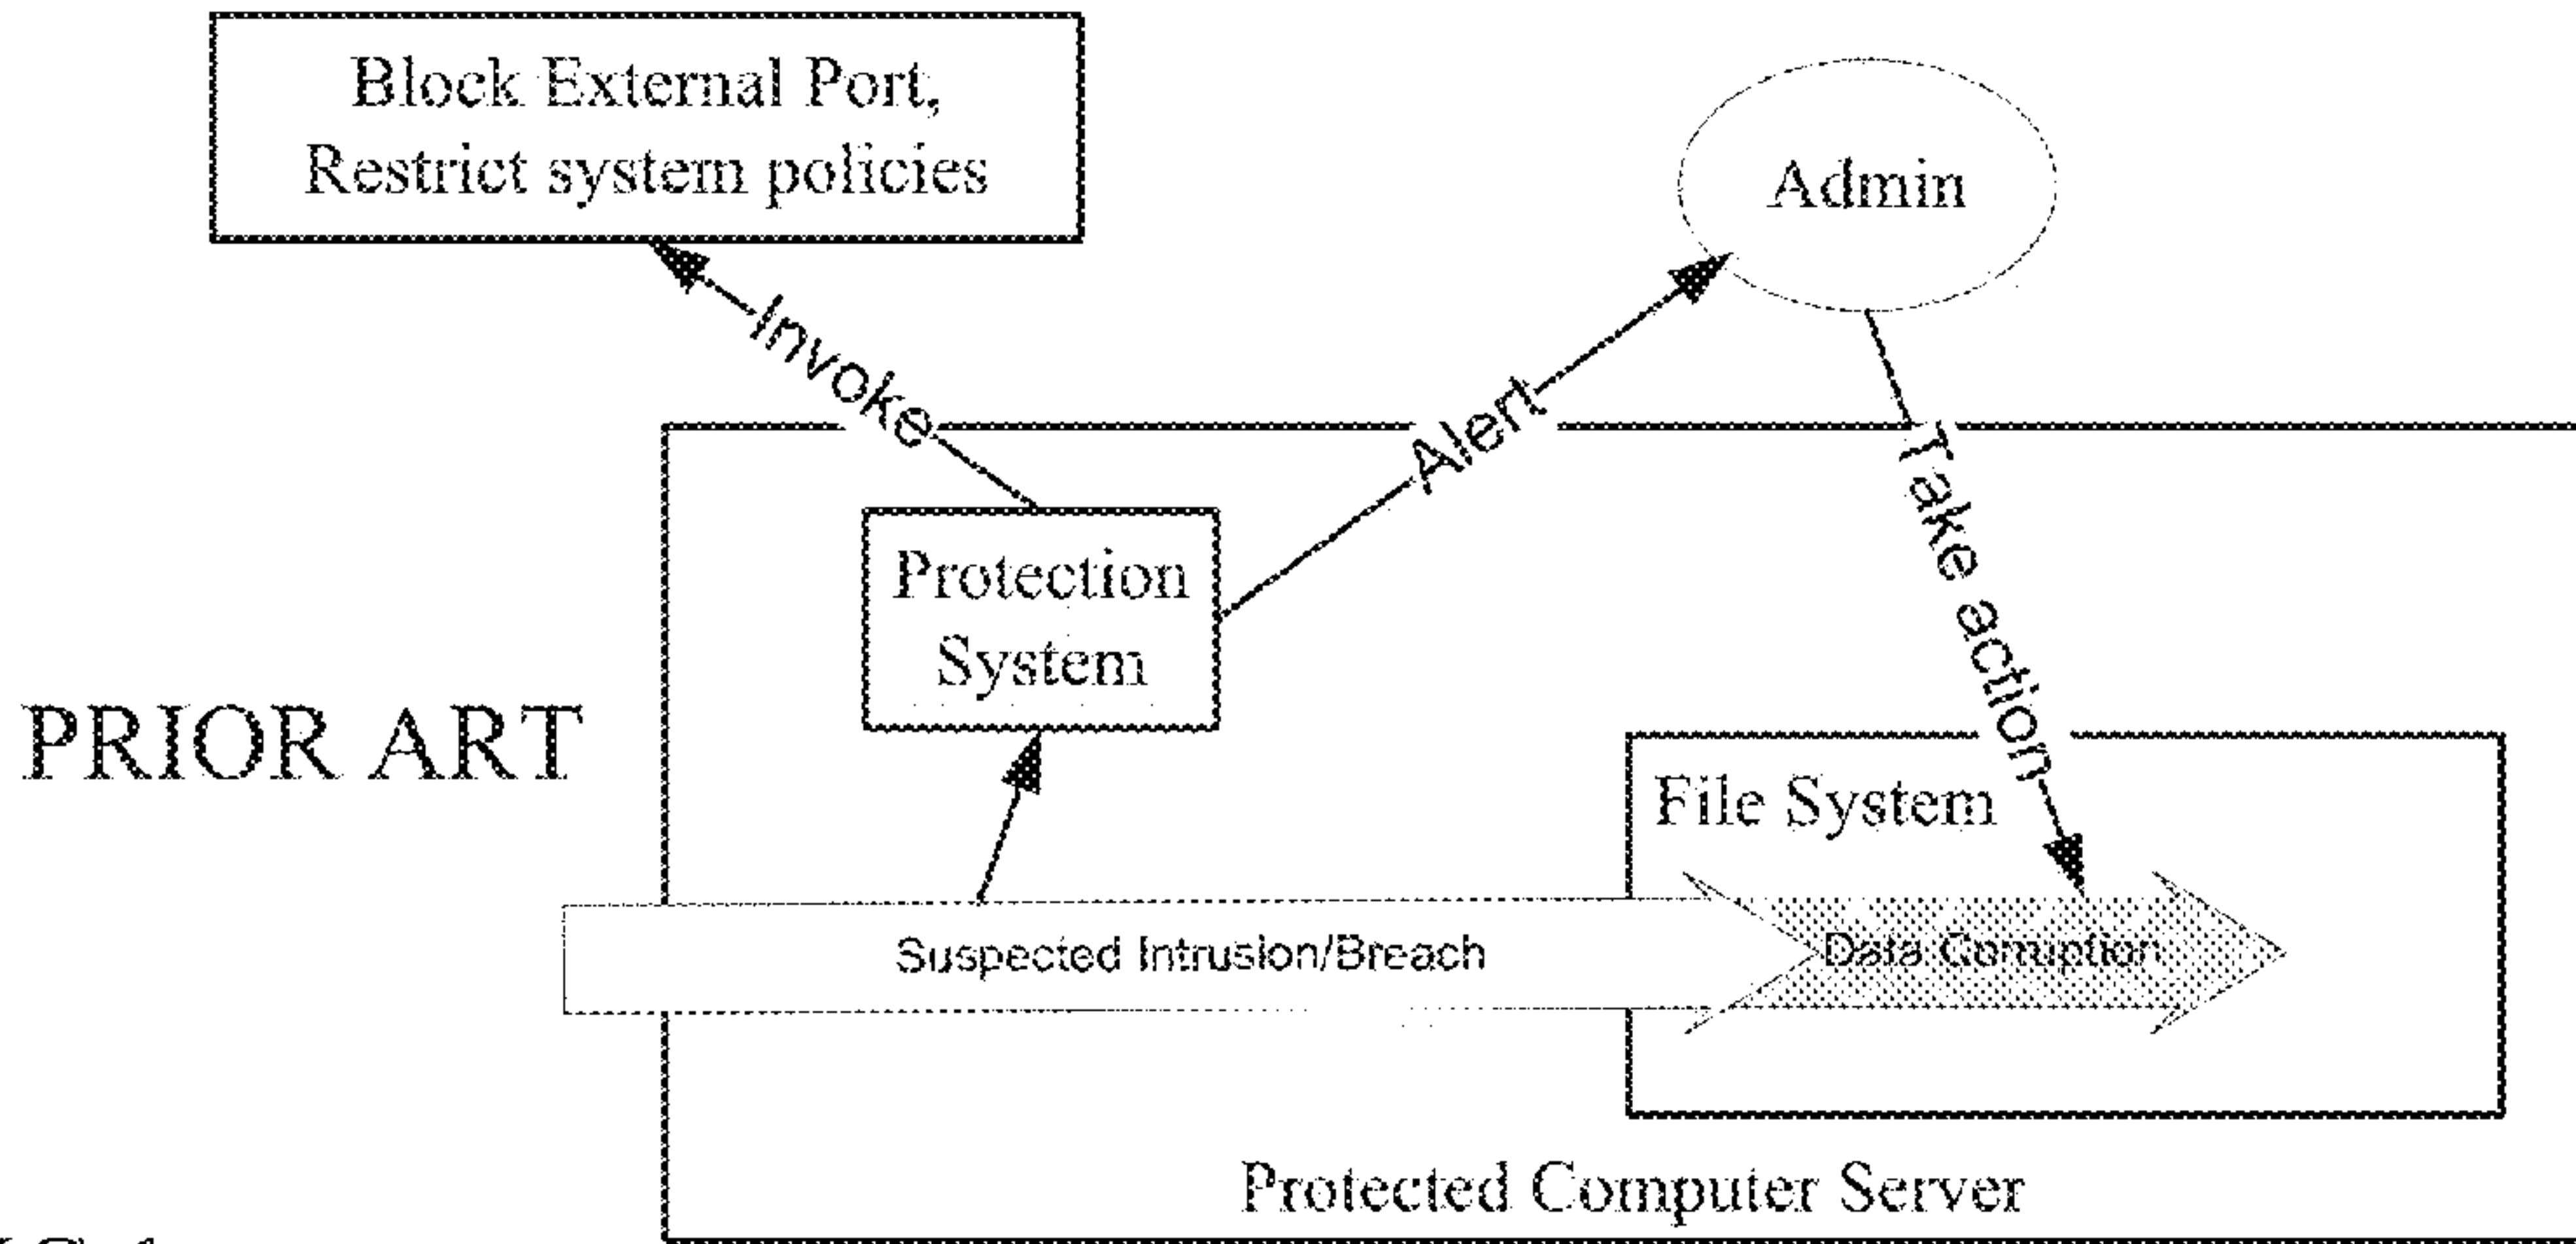 Block External Port,
Restrict system policies
Admin
Invoke
Alert
Take action
Protection
System
PRIOR ART
File System
Suspected Intrusion/Breach
Data Corruption
Protected Computer Server